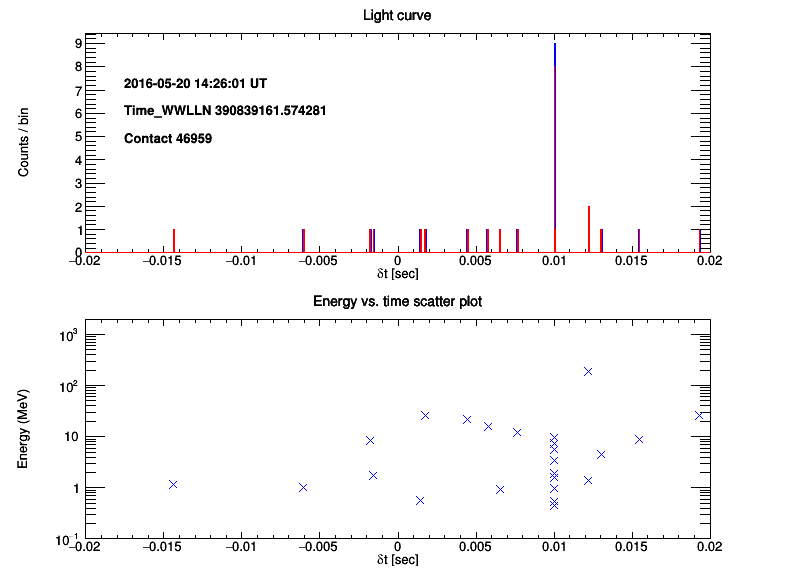 Light curve
9
8
7
6
5
4
3
2
1
0
Counts / bin
2016-05-20 14:26:01 UT
Time_WWLLN 390839161.574281
Contact 46959
−0.02 −0.015 −0.01 −0.005 0 0.005 0.01 0.015 0.02
δt [sec]
Energy vs. time scatter plot
10³
10²
10
1
10⁻¹
Energy (MeV)
−0.02 −0.015 −0.01 −0.005 0 0.005 0.01 0.015 0.02
δt [sec]